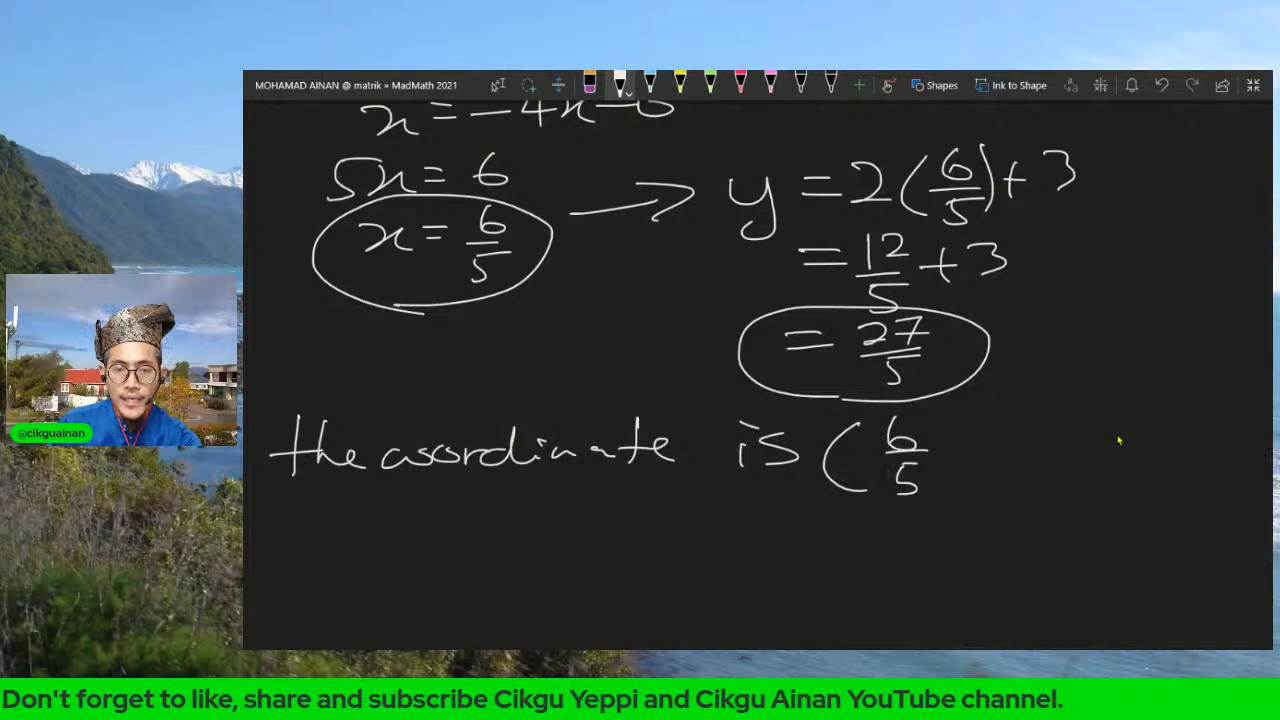 MOHAMAD AINAN @ matrik » MadMath 2021
Shapes
Ink to Shape
5x = 6
x = 6/5
y = 2(6/5) + 3
= 12/5 + 3
= 27/5
the coordinate is (6/5
@cikguainan
Don't forget to like, share and subscribe Cikgu Yeppi and Cikgu Ainan YouTube channel.